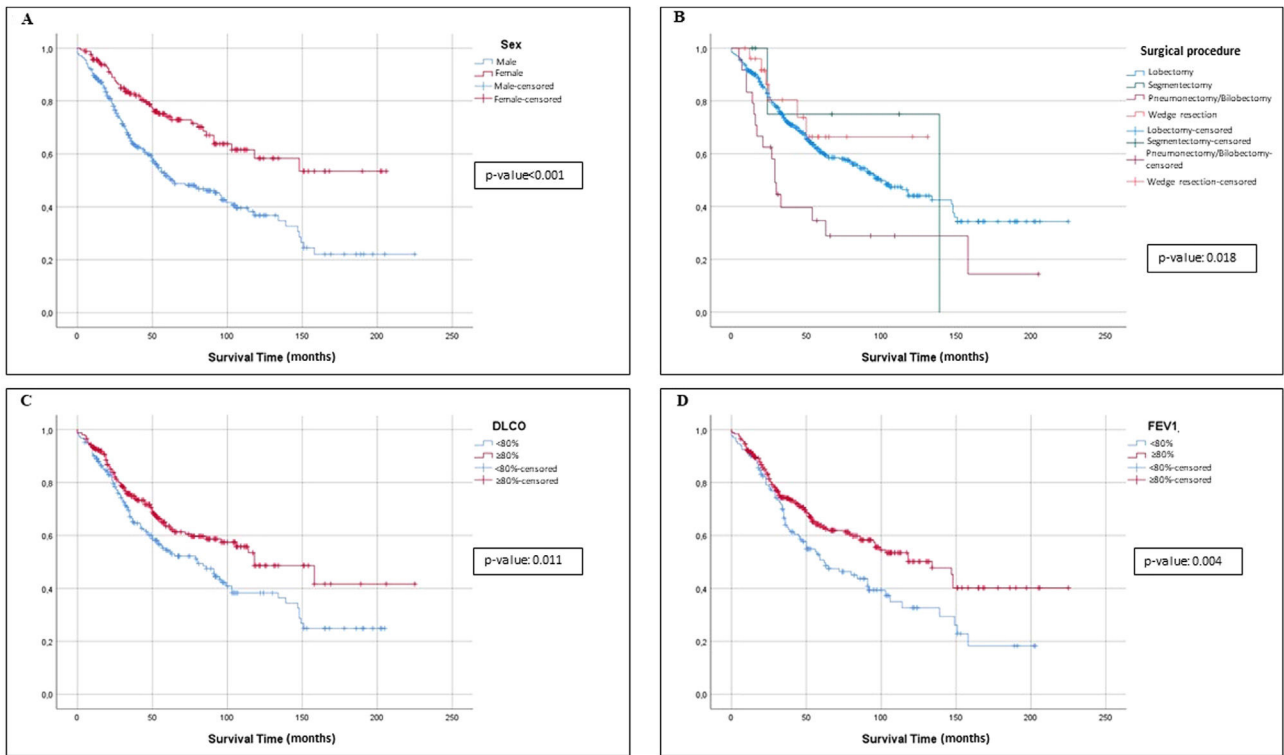 A
Sex
Male
Female
Male-censored
Female-censored
p-value<0.001
1,0
0,8
0,6
0,4
0,2
0,0
0 50 100 150 200 250
Survival Time (months)
B
Surgical procedure
Lobectomy
Segmentectomy
Pneumonectomy/Bilobectomy
Wedge resection
Lobectomy-censored
Segmentectomy-censored
Pneumonectomy/Bilobectomy-
censored
Wedge resection-censored
p-value: 0.018
1,0
0,8
0,6
0,4
0,2
0,0
0 50 100 150 200 250
Survival Time (months)
C
DLCO
<80%
≥80%
<80%-censored
≥80%-censored
p-value: 0.011
1,0
0,8
0,6
0,4
0,2
0,0
0 50 100 150 200 250
Survival Time (months)
D
FEV1
<80%
≥80%
<80%-censored
≥80%-censored
p-value: 0.004
1,0
0,8
0,6
0,4
0,2
0,0
0 50 100 150 200 250
Survival Time (months)